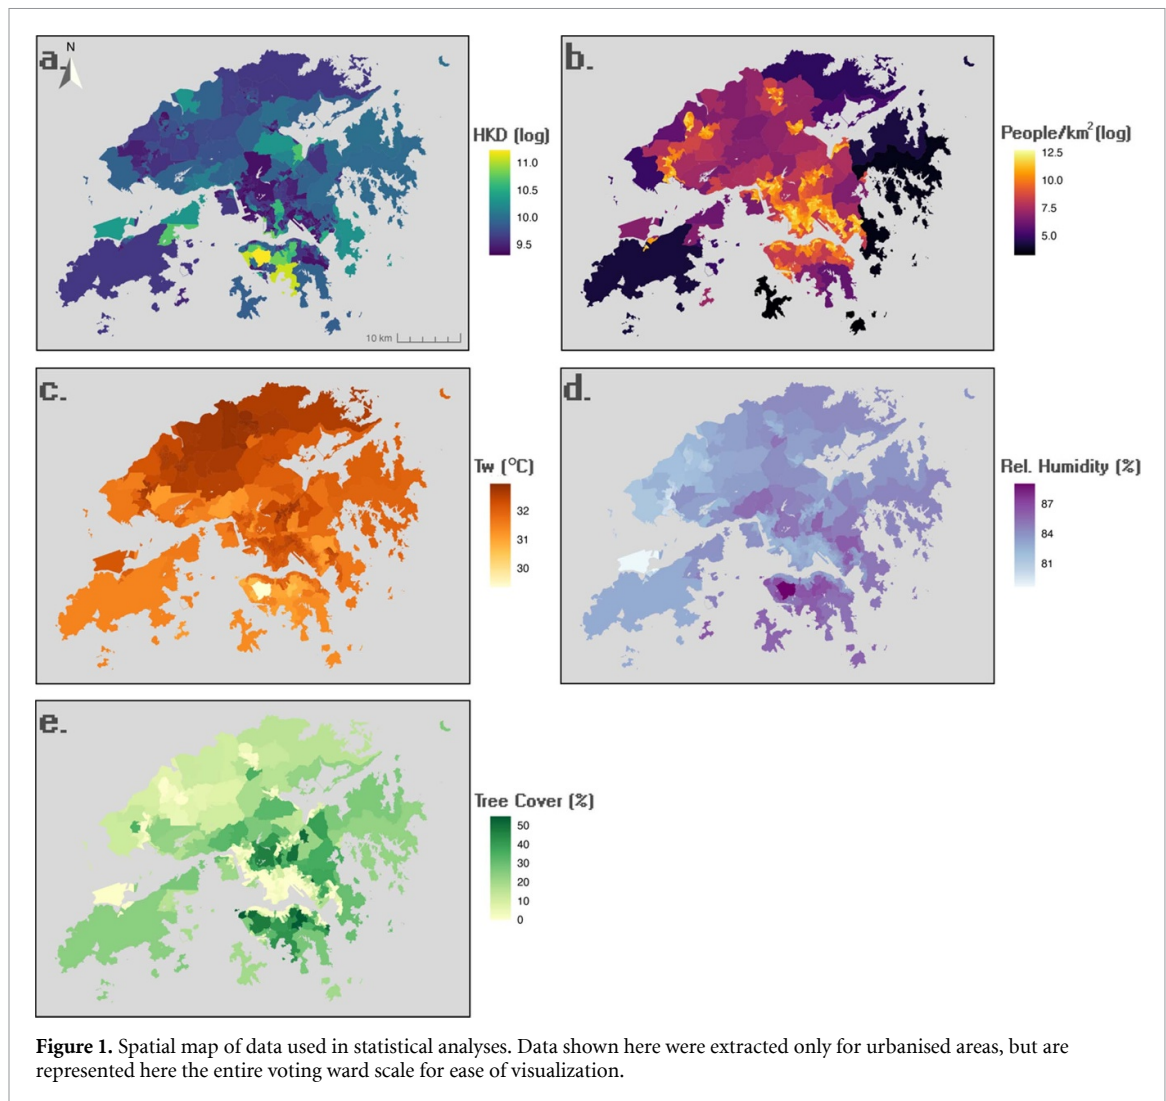 a.
N
HKD (log)
11.0
10.5
10.0
9.5
10 km
b.
People/km²(log)
12.5
10.0
7.5
5.0
c.
Tw (°C)
32
31
30
d.
Rel. Humidity (%)
87
84
81
e.
Tree Cover (%)
50
40
30
20
10
0
Figure 1. Spatial map of data used in statistical analyses. Data shown here were extracted only for urbanised areas, but are
represented here the entire voting ward scale for ease of visualization.